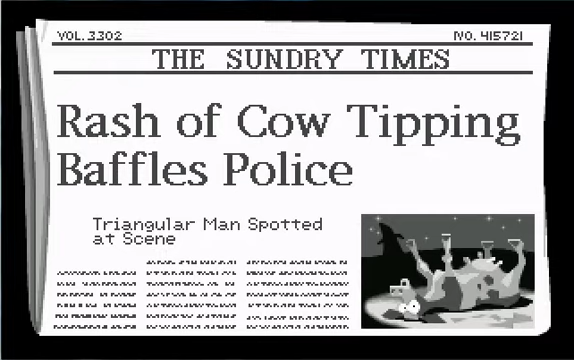 VOL. 3302 NO. 415721
THE SUNDRY TIMES
Rash of Cow Tipping
Baffles Police
Triangular Man Spotted
at Scene